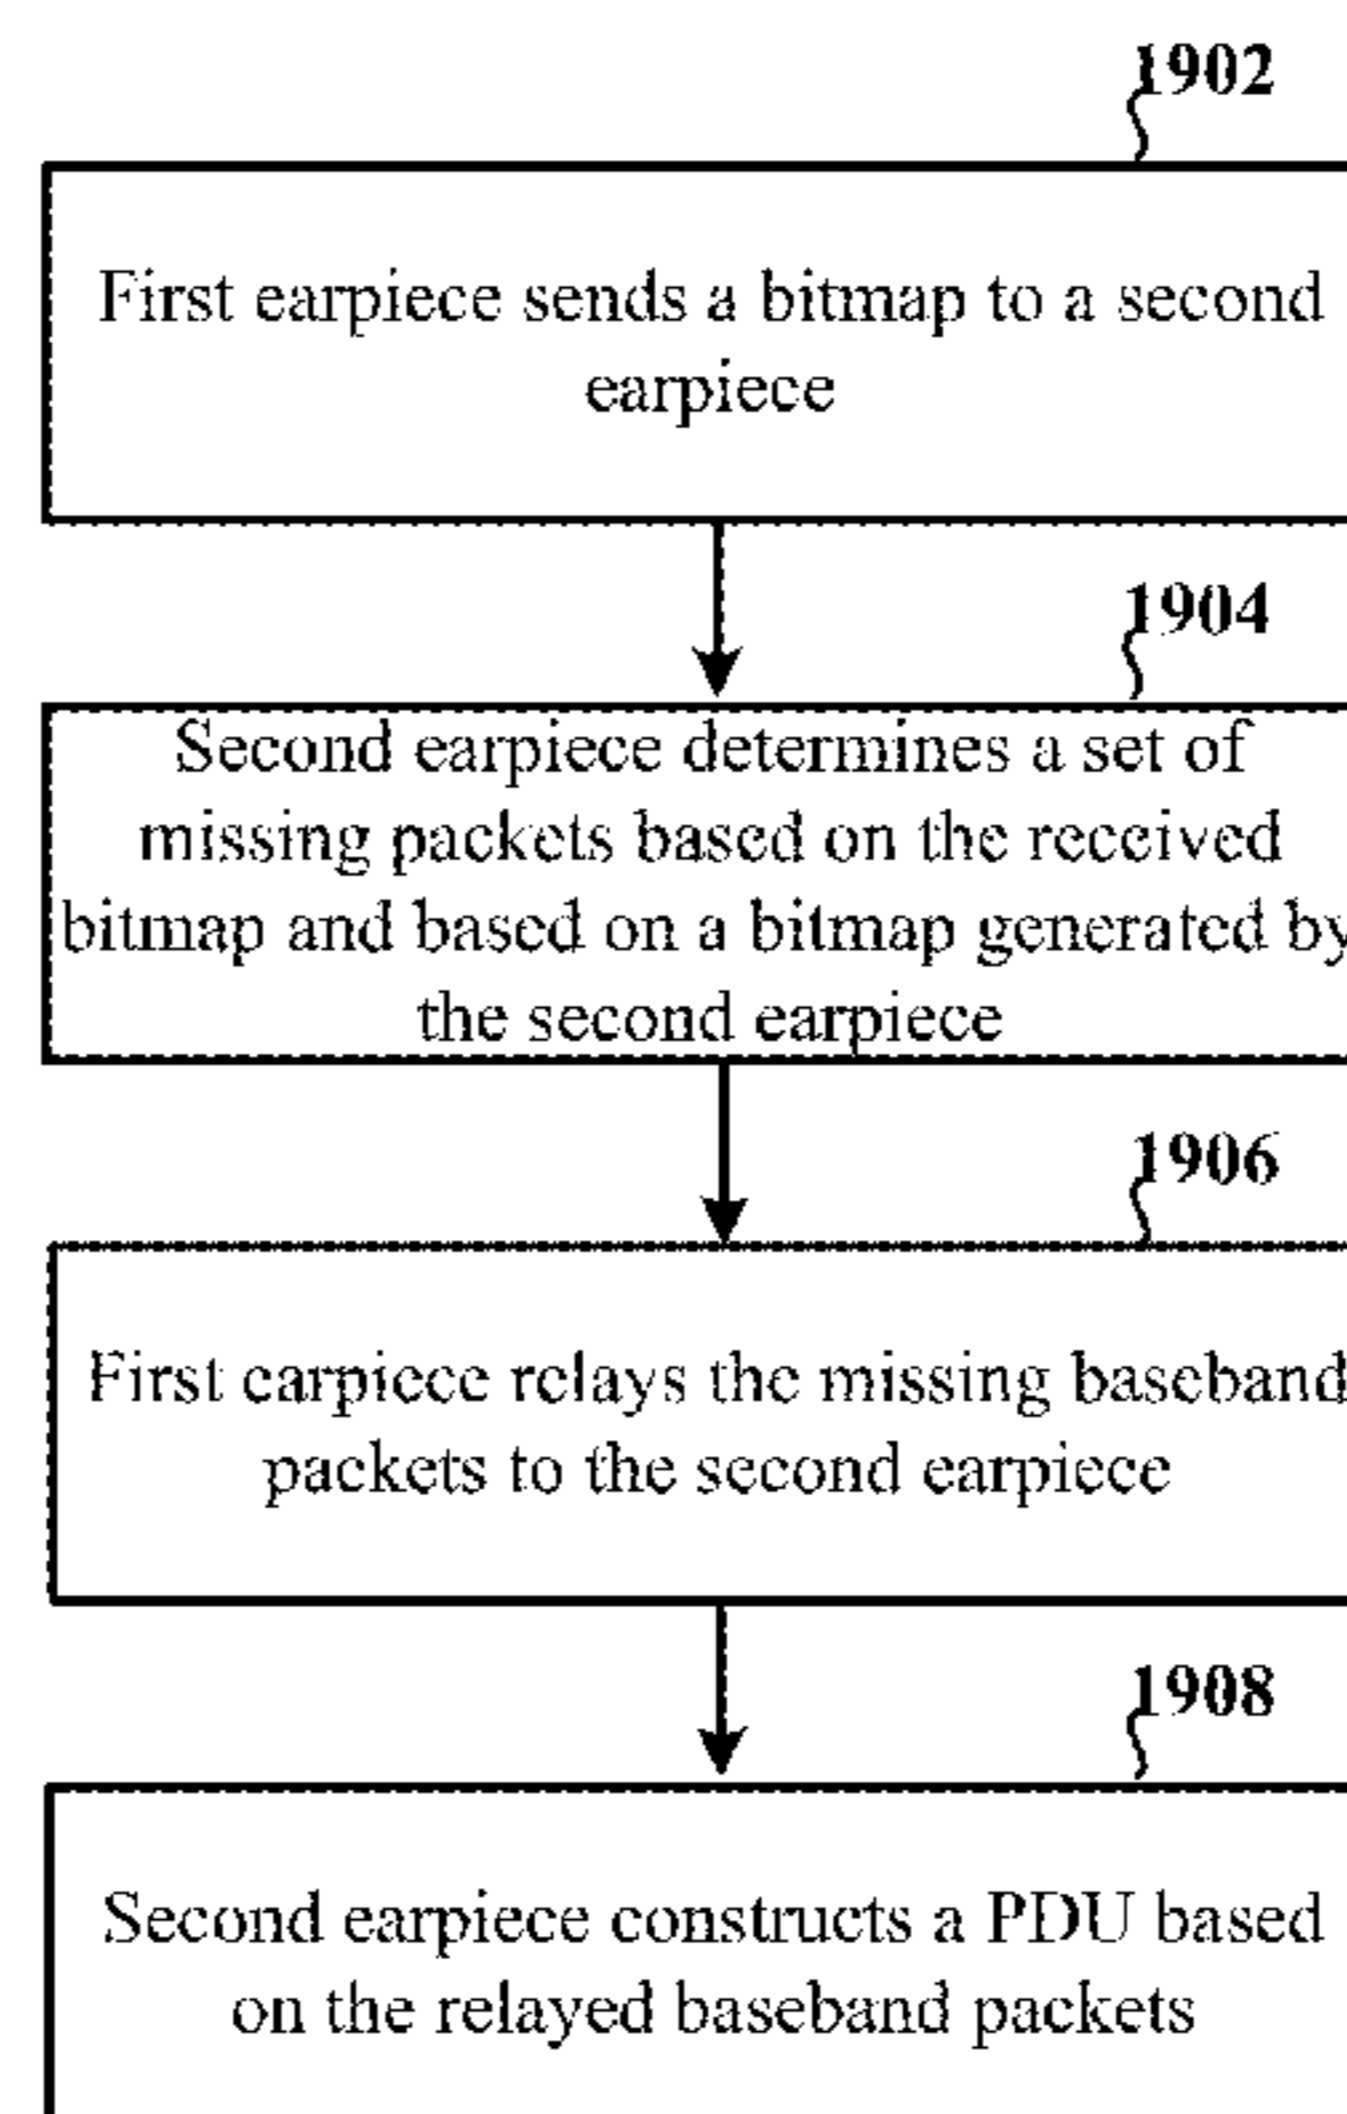 1902
First earpiece sends a bitmap to a second
earpiece
1904
Second earpiece determines a set of
missing packets based on the received
bitmap and based on a bitmap generated by
the second earpiece
1906
First earpiece relays the missing baseband
packets to the second earpiece
1908
Second earpiece constructs a PDU based
on the relayed baseband packets